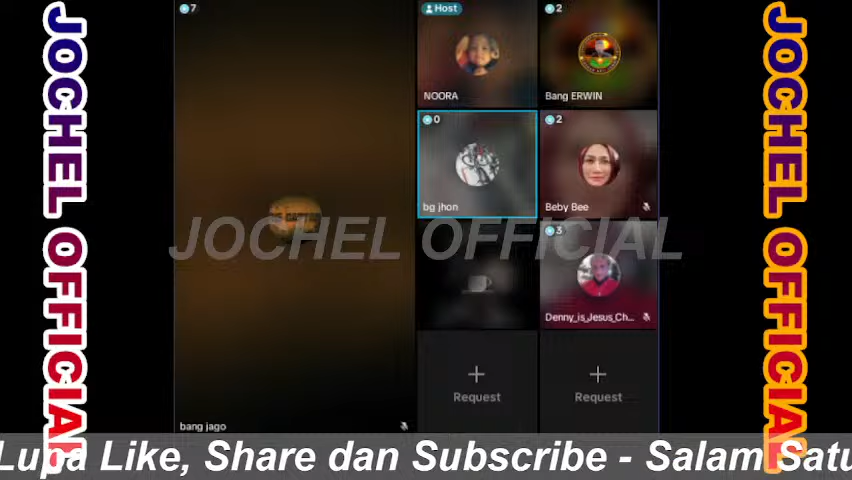 JOCHEL OFFICIAL
7
Host
NOORA
2
Bang ERWIN
0
bg jhon
2
Beby Bee
3
Denny_is_Jesus_Ch...
+
Request
+
Request
bang jago
JOCHEL OFFICIAL
JOCHEL OFFICIAL
Lupa Like, Share dan Subscribe - Salam Satu